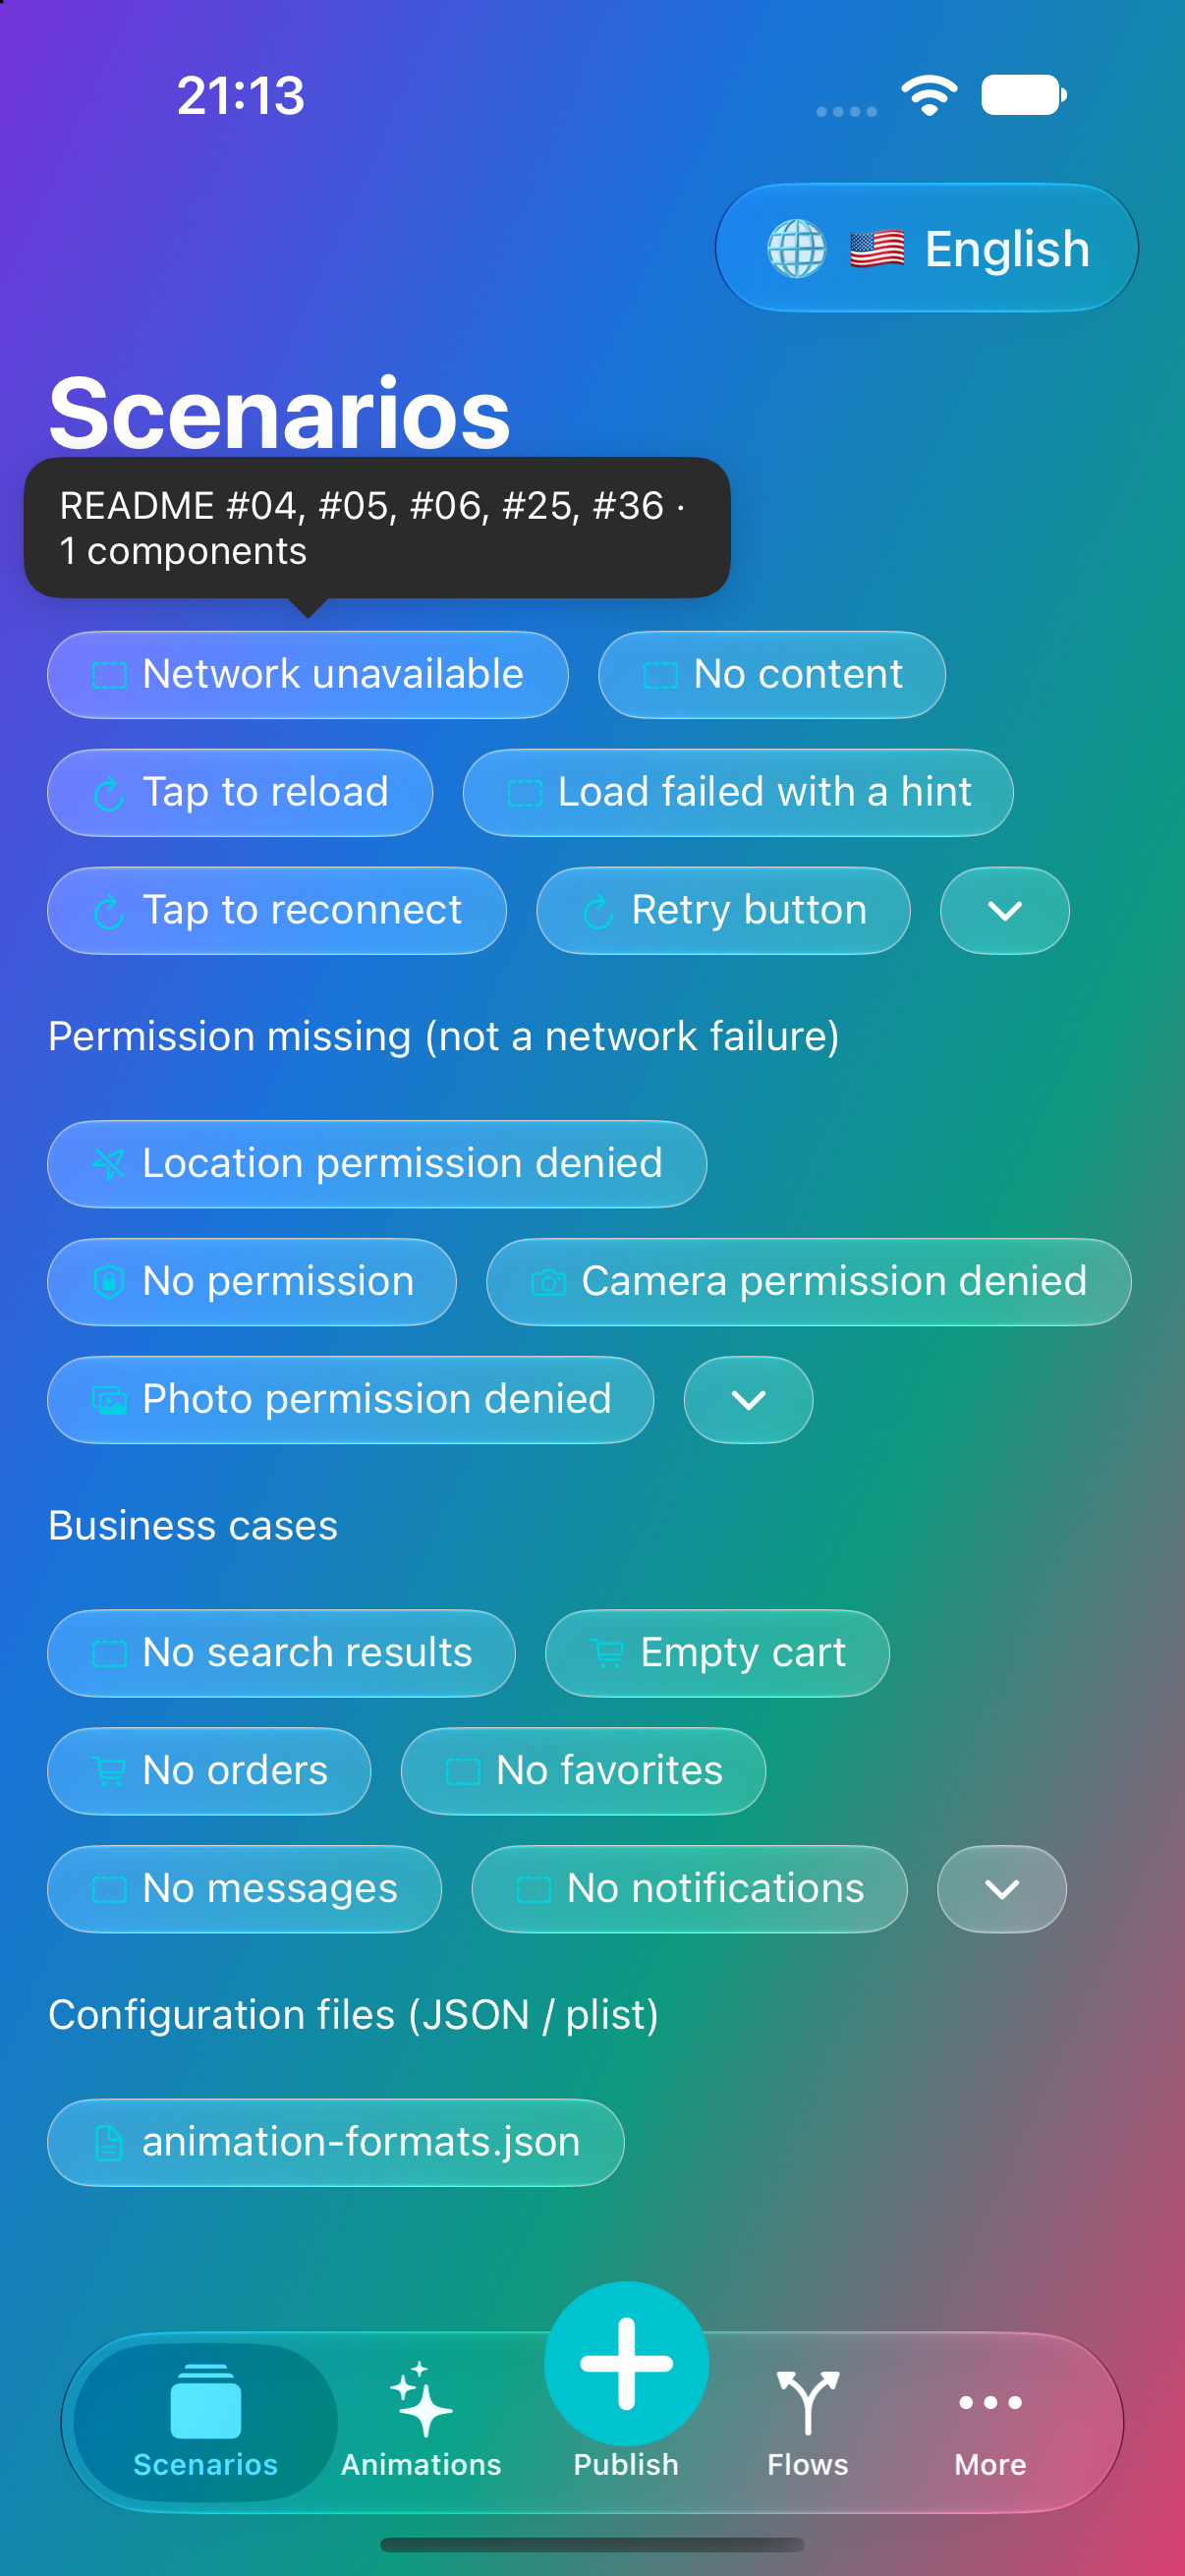 21:13
🌐 🇺🇸 English
Scenarios
README #04, #05, #06, #25, #36 ·
1 components
Network unavailable
No content
Tap to reload
Load failed with a hint
Tap to reconnect
Retry button
Permission missing (not a network failure)
Location permission denied
No permission
Camera permission denied
Photo permission denied
Business cases
No search results
Empty cart
No orders
No favorites
No messages
No notifications
Configuration files (JSON / plist)
animation-formats.json
Scenarios
Animations
Publish
Flows
More